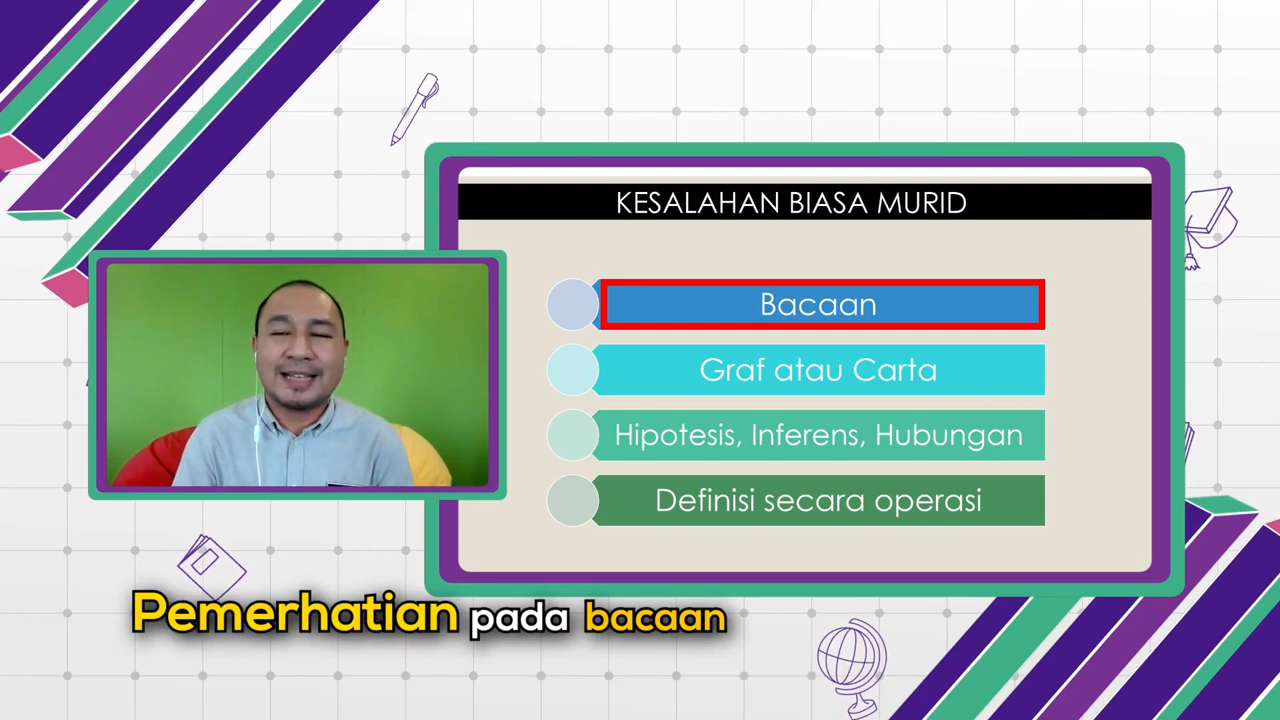 KESALAHAN BIASA MURID
Bacaan
Graf atau Carta
Hipotesis, Inferens, Hubungan
Definisi secara operasi
Pemerhatian pada bacaan